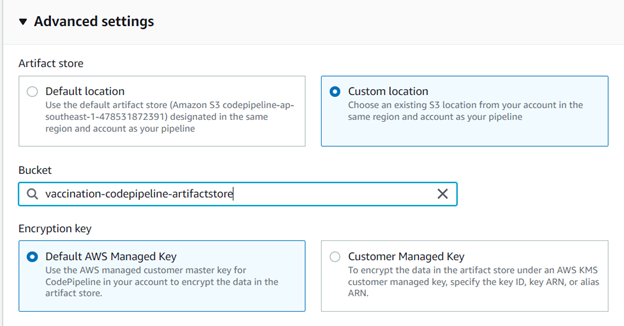 Advanced settings
Artifact store
Default location
Use the default artifact store (Amazon S3 codepipeline-ap-
southeast-1-478531872391) designated in the same
region and account as your pipeline
Custom location
Choose an existing S3 location from your account in the
same region and account as your pipeline
Bucket
vaccination-codepipeline-artifactstore
Encryption key
Default AWS Managed Key
Use the AWS managed customer master key for
CodePipeline in your account to encrypt the data in the
artifact store.
Customer Managed Key
To encrypt the data in the artifact store under an AWS KMS
customer managed key, specify the key ID, key ARN, or alias
ARN.